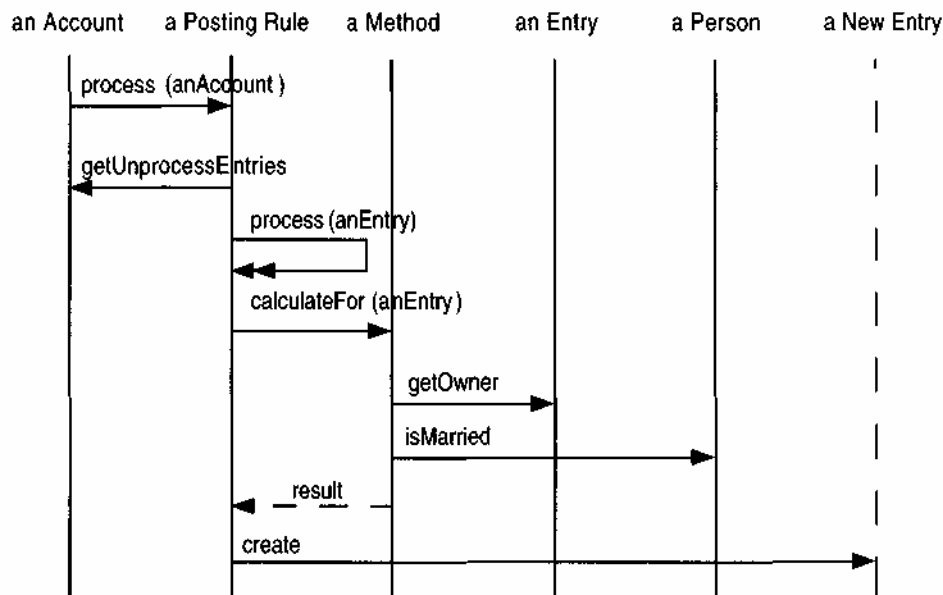 an Account a Posting Rule a Method an Entry a Person a New Entry
process (anAccount)
getUnprocessEntries
process (anEntry)
calculateFor (anEntry)
getOwner
isMarried
result
create